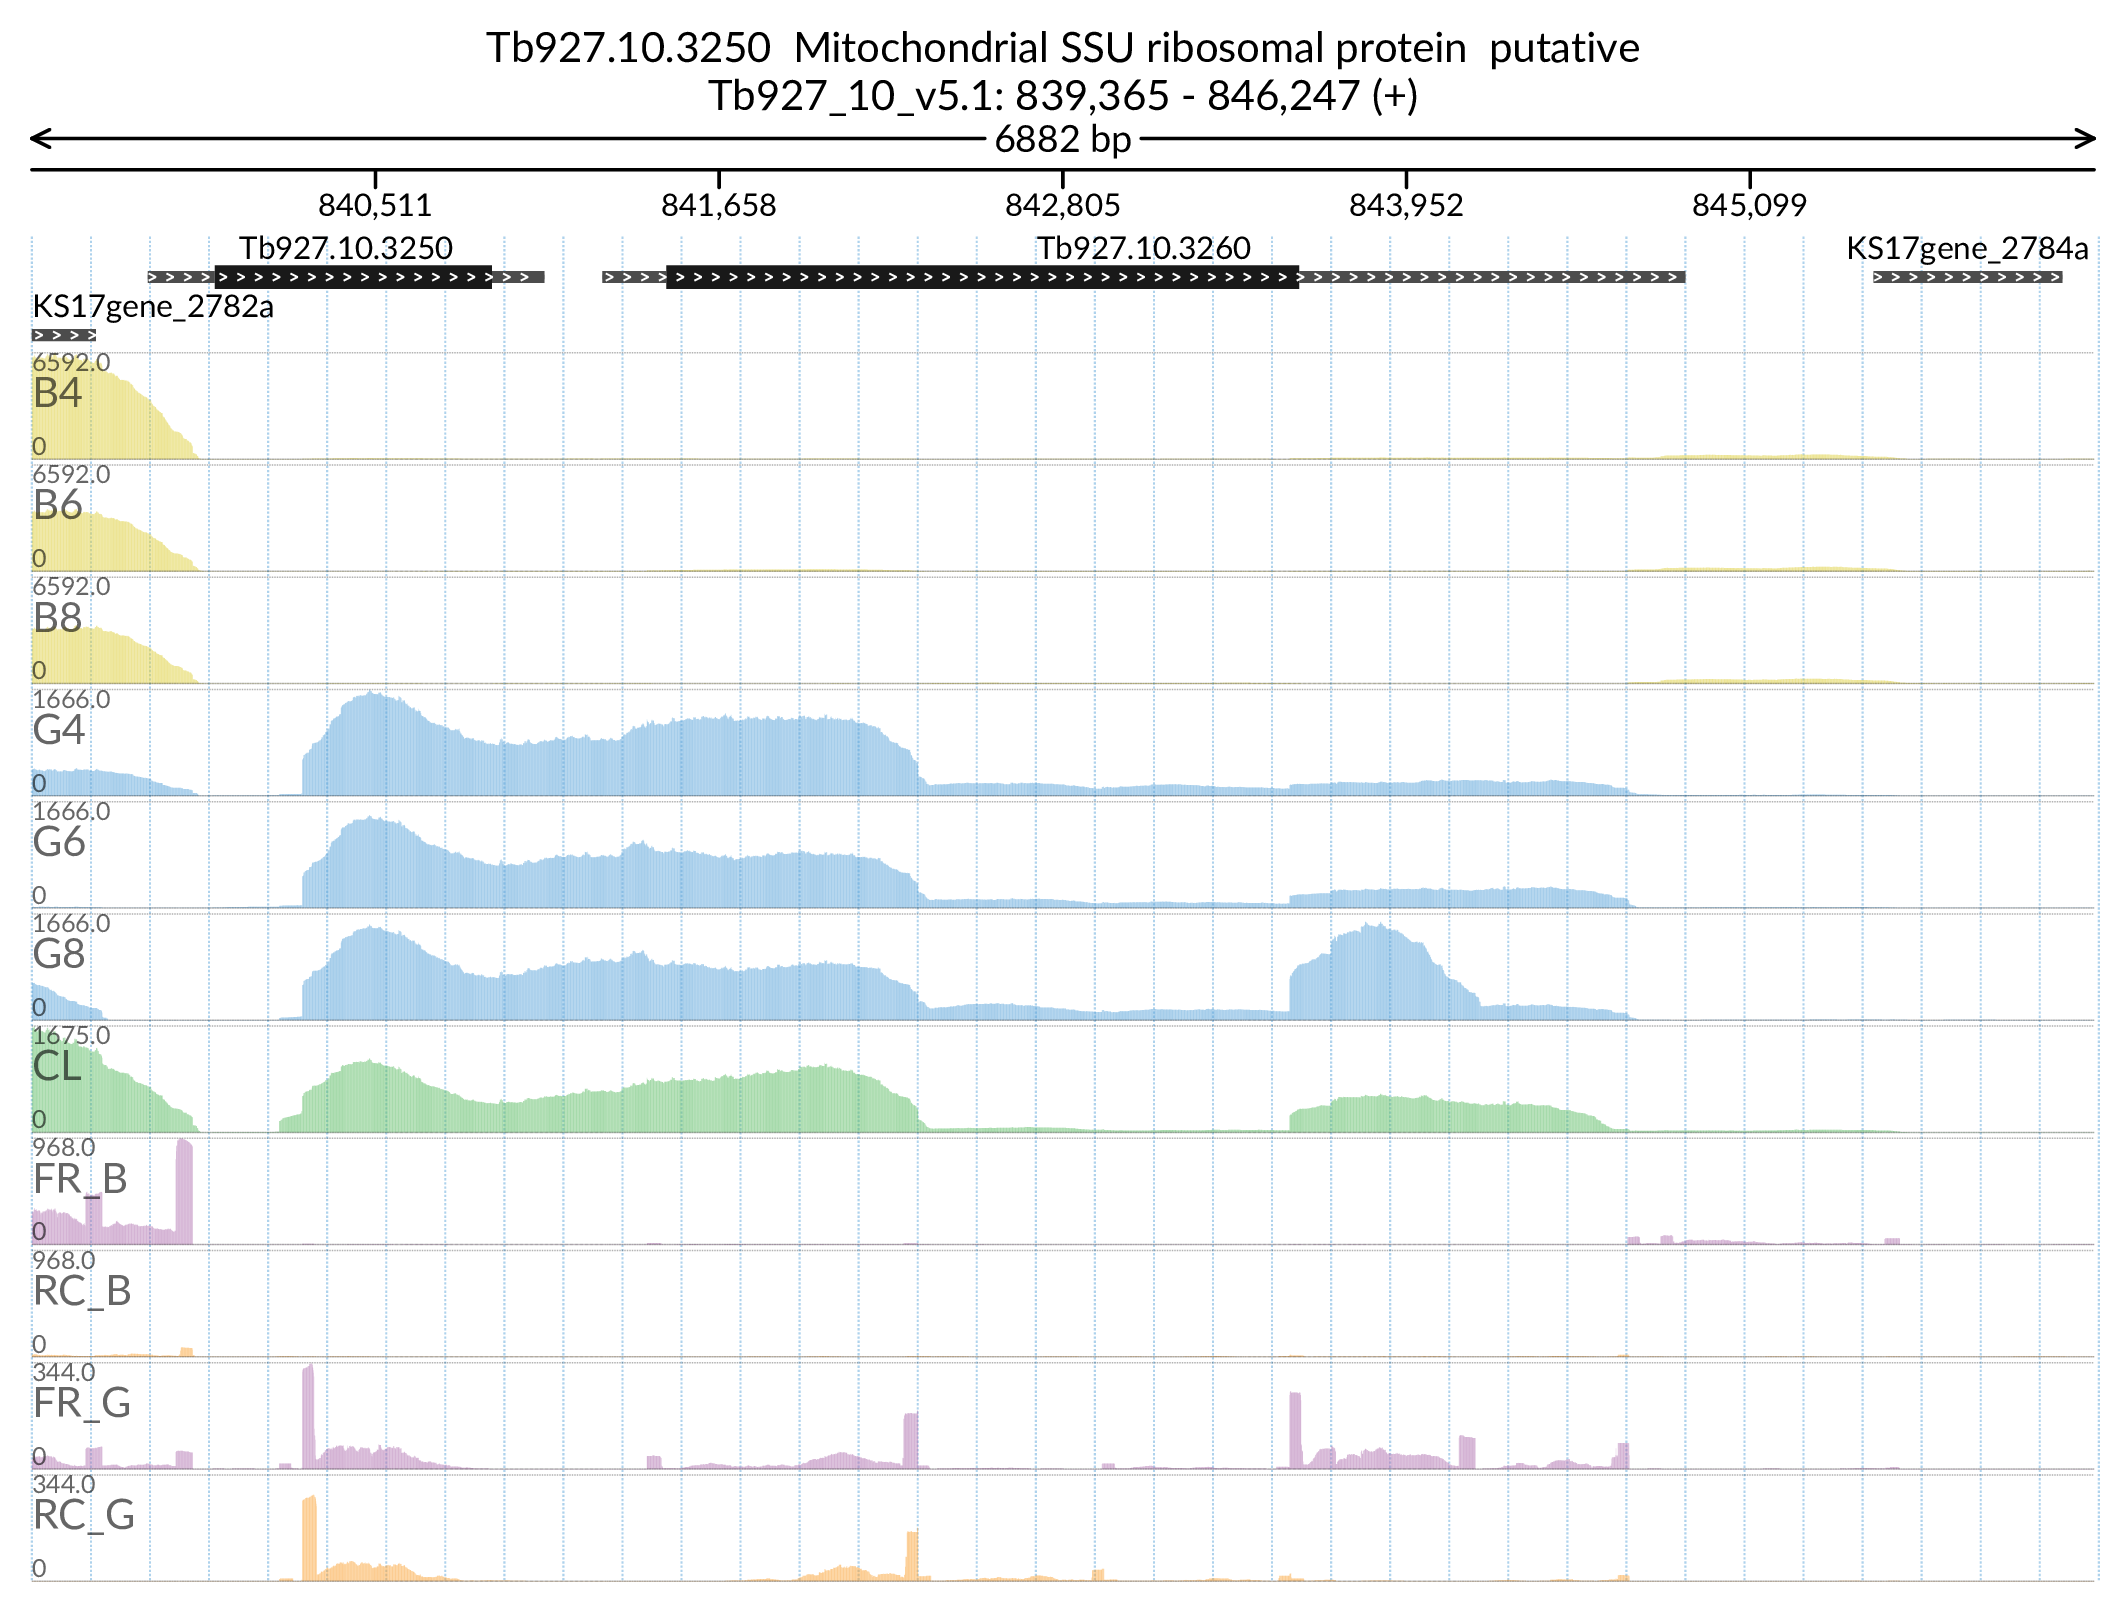 Tb927.10.3250  Mitochondrial SSU ribosomal protein  putative
Tb927_10_v5.1: 839,365 - 846,247 (+)
6882 bp
840,511 841,658 842,805 843,952 845,099
Tb927.10.3250 Tb927.10.3260 KS17gene_2784a
KS17gene_2782a
6592.0
B4
0
6592.0
B6
0
6592.0
B8
0
1666.0
G4
0
1666.0
G6
0
1666.0
G8
0
1675.0
CL
0
968.0
FR_B
0
968.0
RC_B
0
344.0
FR_G
0
344.0
RC_G
0